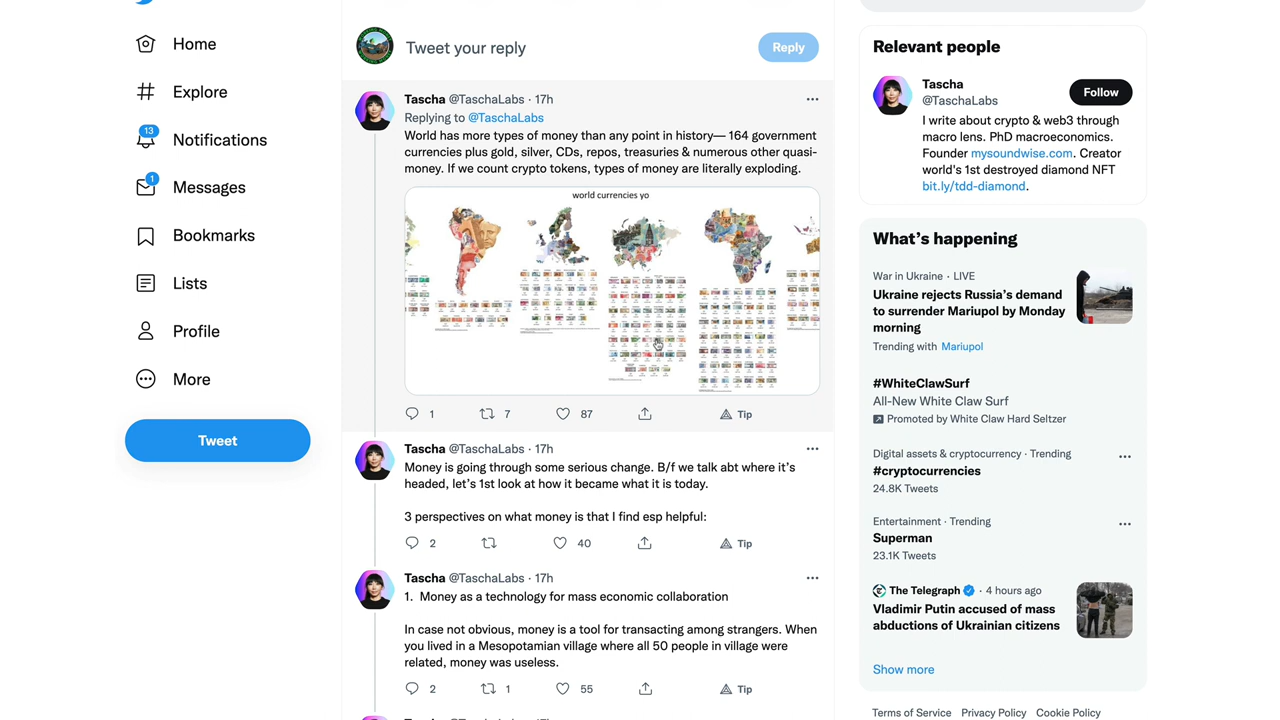 Home
Explore
13
Notifications
1
Messages
Bookmarks
Lists
Profile
More
Tweet
Tweet your reply
Reply
Tascha @TaschaLabs · 17h
Replying to @TaschaLabs
World has more types of money than any point in history— 164 government
currencies plus gold, silver, CDs, repos, treasuries & numerous other quasi-
money. If we count crypto tokens, types of money are literally exploding.
world currencies yo
1
7
87
Tip
Tascha @TaschaLabs · 17h
Money is going through some serious change. B/f we talk abt where it's
headed, let's 1st look at how it became what it is today.
3 perspectives on what money is that I find esp helpful:
2
40
Tip
Tascha @TaschaLabs · 17h
1. Money as a technology for mass economic collaboration
In case not obvious, money is a tool for transacting among strangers. When
you lived in a Mesopotamian village where all 50 people in village were
related, money was useless.
2
1
55
Tip
Relevant people
Tascha
@TaschaLabs
Follow
I write about crypto & web3 through
macro lens. PhD macroeconomics.
Founder mysoundwise.com. Creator
world's 1st destroyed diamond NFT
bit.ly/tdd-diamond.
What's happening
War in Ukraine · LIVE
Ukraine rejects Russia's demand
to surrender Mariupol by Monday
morning
Trending with Mariupol
#WhiteClawSurf
All-New White Claw Surf
Promoted by White Claw Hard Seltzer
Digital assets & cryptocurrency · Trending
#cryptocurrencies
24.8K Tweets
Entertainment · Trending
Superman
23.1K Tweets
The Telegraph · 4 hours ago
Vladimir Putin accused of mass
abductions of Ukrainian citizens
Show more
Terms of Service Privacy Policy Cookie Policy